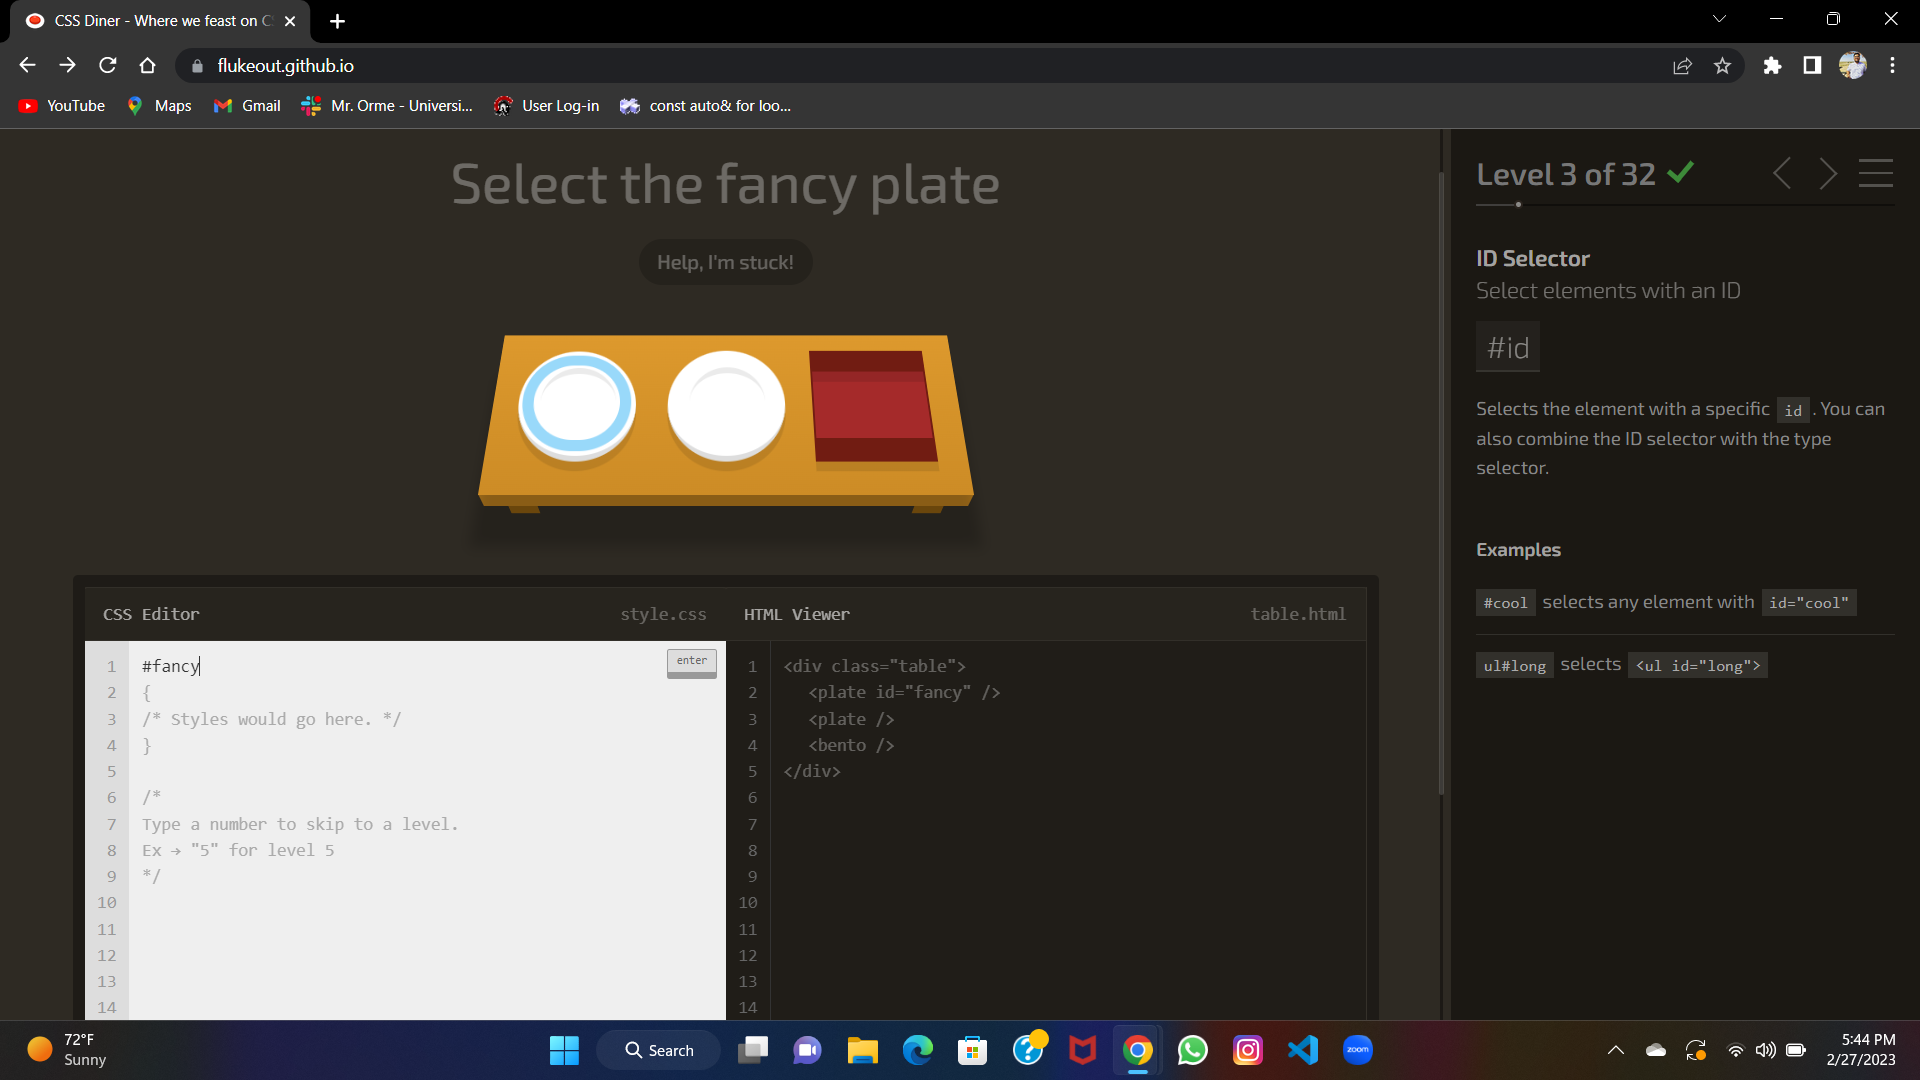 CSS Diner - Where we feast on C
flukeout.github.io
YouTube
Maps
Gmail
Mr. Orme - Universi...
User Log-in
const auto& for loo...
Select the fancy plate
Help, I'm stuck!
CSS Editor
style.css
1 #fancy
enter
2 {
3 /* Styles would go here. */
4 }
5
6 /*
7 Type a number to skip to a level.
8 Ex → "5" for level 5
9 */
10
11
12
13
14
HTML Viewer
table.html
1 <div class="table">
2 <plate id="fancy" />
3 <plate />
4 <bento />
5 </div>
6
7
8
9
10
11
12
13
14
Level 3 of 32
ID Selector
Select elements with an ID
#id
Selects the element with a specific id . You can
also combine the ID selector with the type
selector.
Examples
#cool selects any element with id="cool"
ul#long selects <ul id="long">
72°F
Sunny
Search
zoom
5:44 PM
2/27/2023